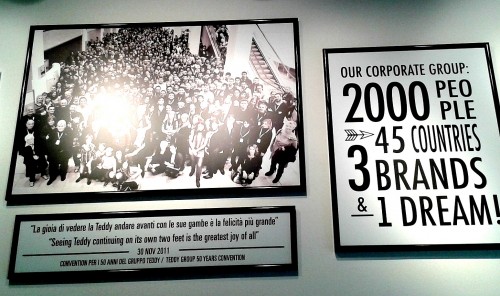 "La gioia di vedere la Teddy andare avanti con le sue gambe è la felicità più grande"
"Seeing Teddy continuing on its own two feet is the greatest joy of all"
30 NOV 2011
CONVENTION PER I 50 ANNI DEL GRUPPO TEDDY / TEDDY GROUP 50 YEARS CONVENTION
OUR CORPORATE GROUP:
2000 PEO
PLE
45 COUNTRIES
3 BRANDS
& 1 DREAM!